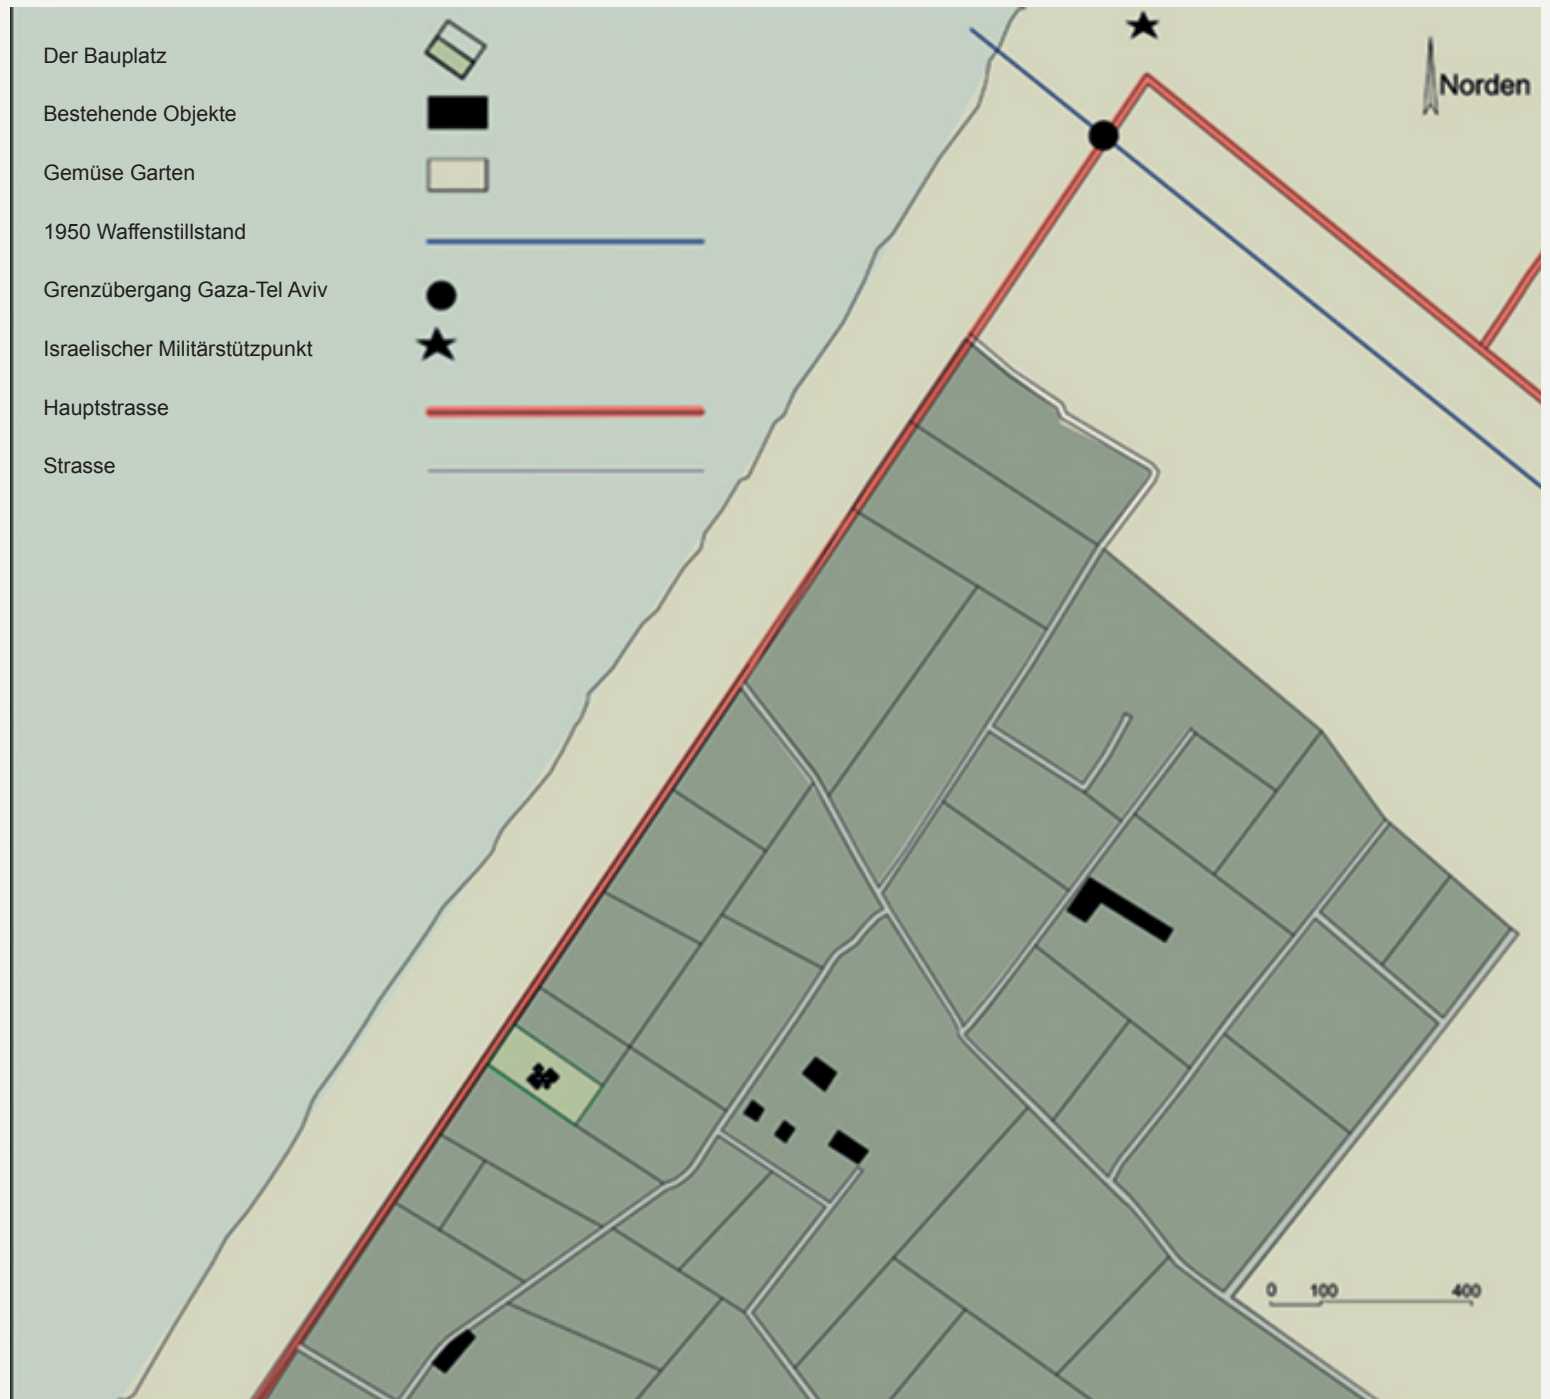 Der Bauplatz
Bestehende Objekte
Gemüse Garten
1950 Waffenstillstand
Grenzübergang Gaza-Tel Aviv
Israelischer Militärstützpunkt
Hauptstrasse
Strasse
Norden
0 100 400